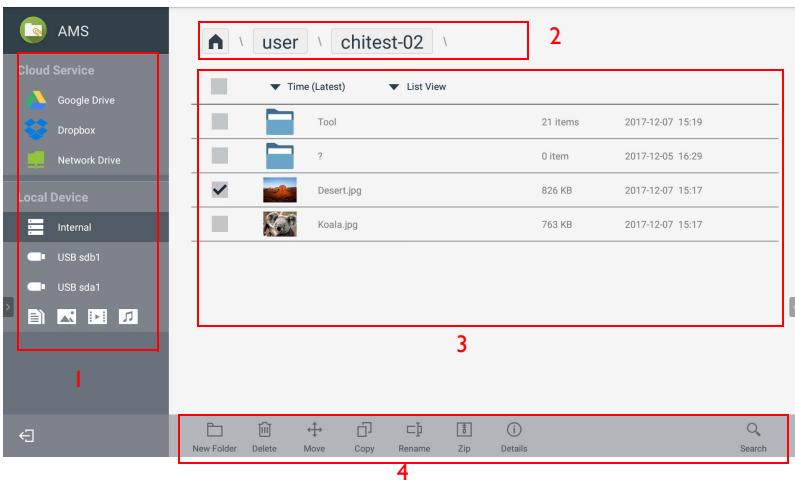 AMS
Cloud Service
Google Drive
Dropbox
Network Drive
Local Device
Internal
USB sdb1
USB sda1
1
\ user \ chitest-02 \
2
Time (Latest) List View
Tool 21 items 2017-12-07 15:19
? 0 item 2017-12-05 16:29
Desert.jpg 826 KB 2017-12-07 15:17
Koala.jpg 763 KB 2017-12-07 15:17
3
New Folder Delete Move Copy Rename Zip Details Search
4